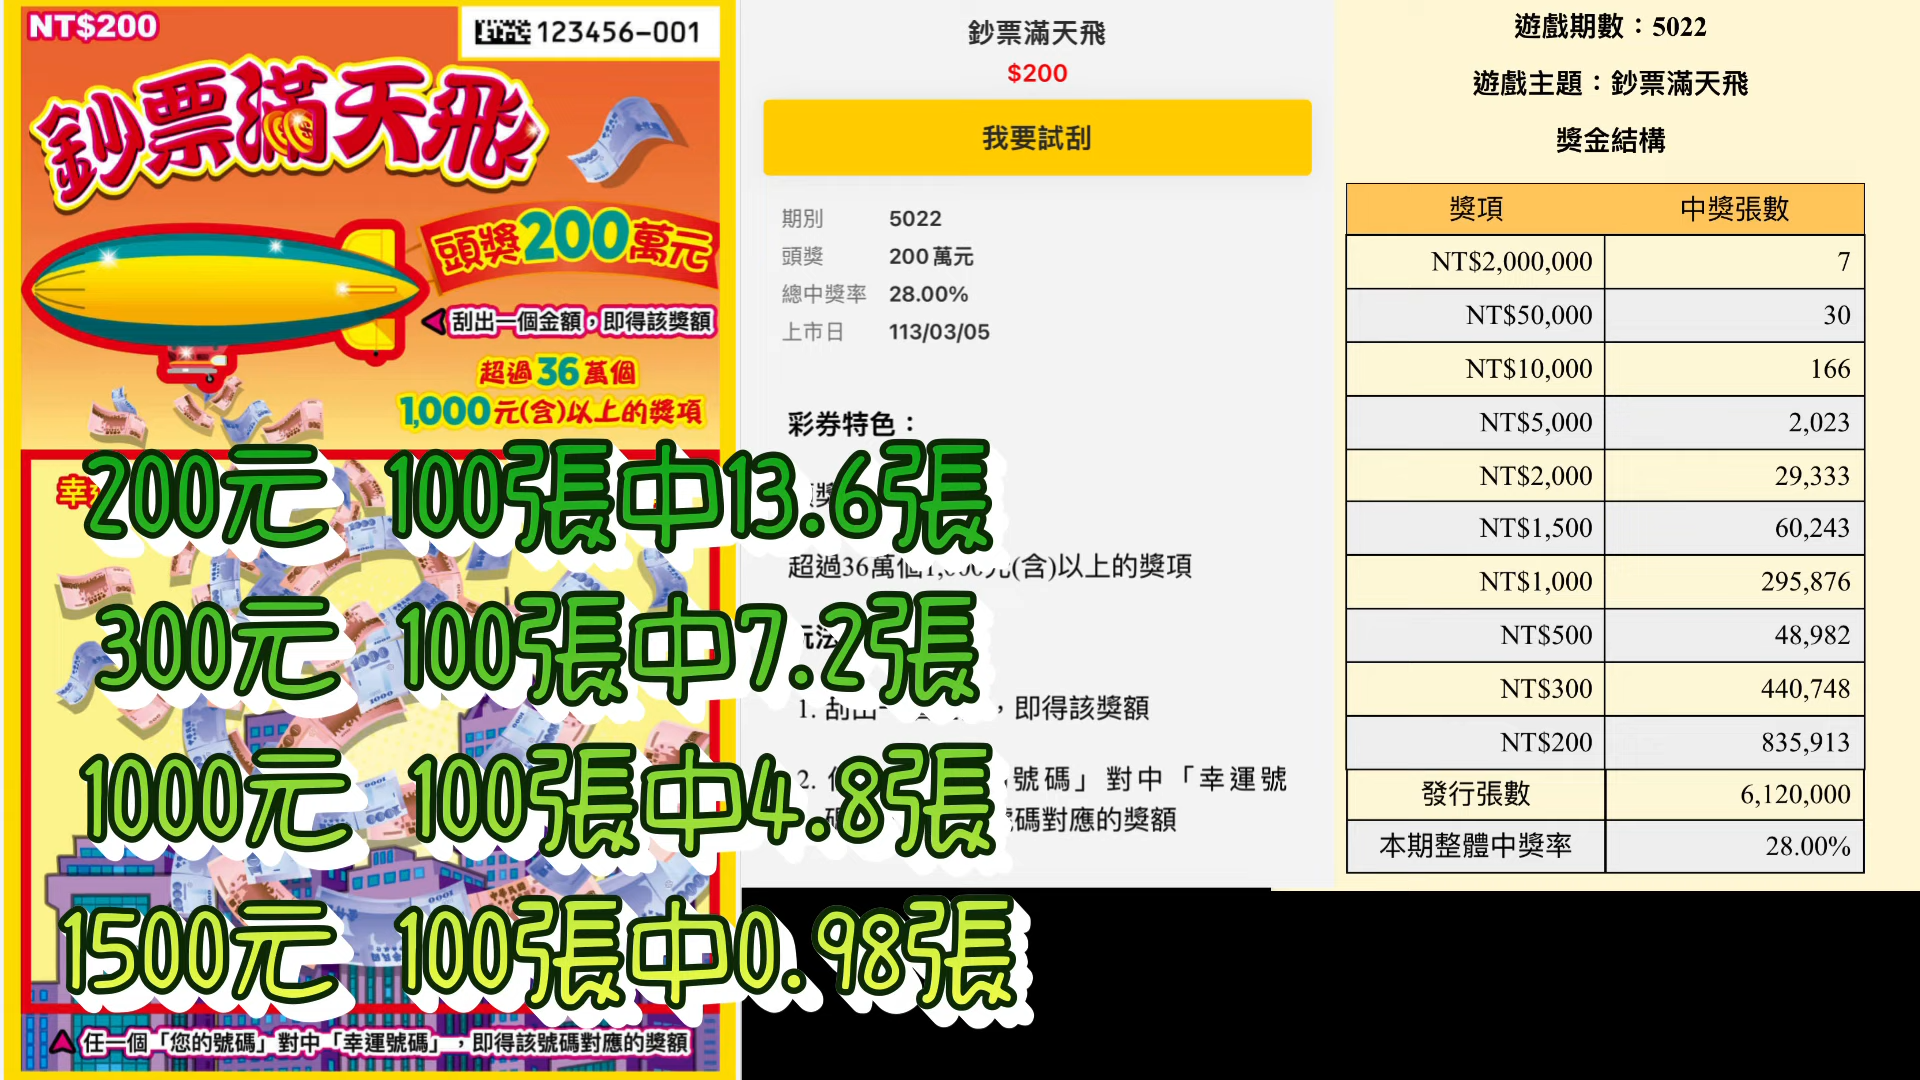 NT$200
123456-001
鈔票滿天飛
頭獎200萬元
刮出一個金額，即得該獎額
超過36萬個
1,000元(含)以上的獎項
200元 100張中13.6張
300元 100張中7.2張
1000元 100張中4.8張
1500元 100張中0.98張
任一個「您的號碼」對中「幸運號碼」，即得該號碼對應的獎額
鈔票滿天飛
$200
我要試刮
期別 5022
頭獎 200 萬元
總中獎率 28.00%
上市日 113/03/05
彩券特色：
超過36萬個1,000元(含)以上的獎項
1. 刮出，即得該獎額
2. 號碼」對中「幸運號
碼對應的獎額
遊戲期數：5022
遊戲主題：鈔票滿天飛
獎金結構
獎項 中獎張數
NT$2,000,000 7
NT$50,000 30
NT$10,000 166
NT$5,000 2,023
NT$2,000 29,333
NT$1,500 60,243
NT$1,000 295,876
NT$500 48,982
NT$300 440,748
NT$200 835,913
發行張數 6,120,000
本期整體中獎率 28.00%